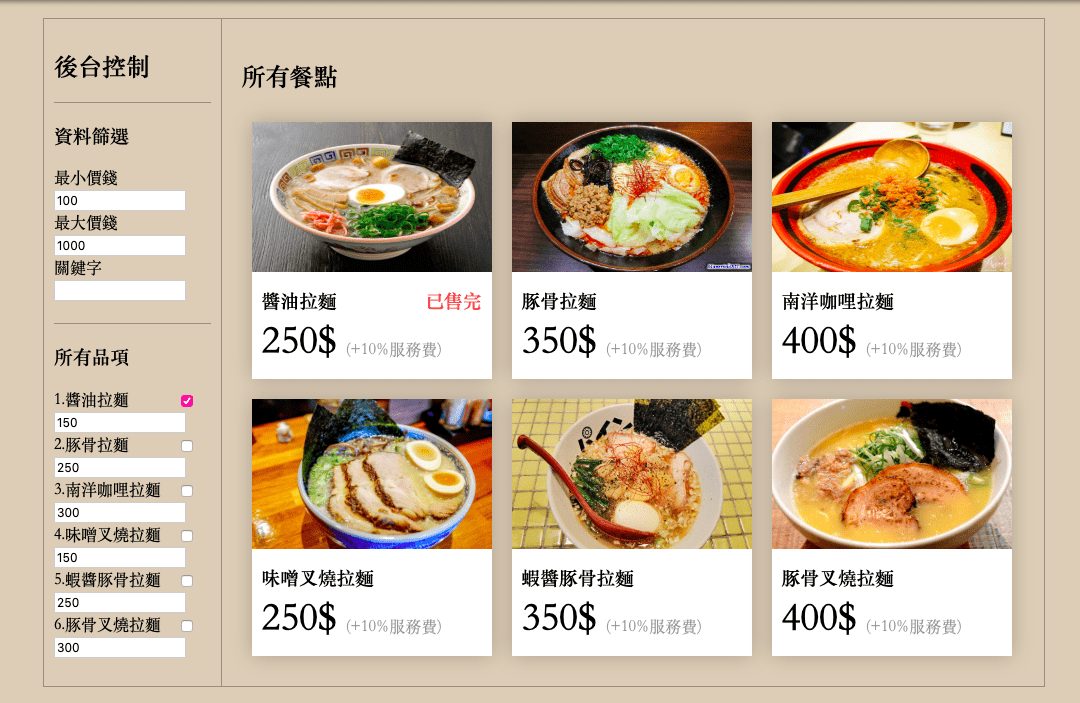 後台控制
資料篩選
最小價錢
100
最大價錢
1000
關鍵字
所有品項
1.醬油拉麵
150
2.豚骨拉麵
250
3.南洋咖哩拉麵
300
4.味噌叉燒拉麵
150
5.蝦醬豚骨拉麵
250
6.豚骨叉燒拉麵
300
所有餐點
醬油拉麵 已售完
250$ (+10%服務費)
豚骨拉麵
350$ (+10%服務費)
南洋咖哩拉麵
400$ (+10%服務費)
味噌叉燒拉麵
250$ (+10%服務費)
蝦醬豚骨拉麵
350$ (+10%服務費)
豚骨叉燒拉麵
400$ (+10%服務費)